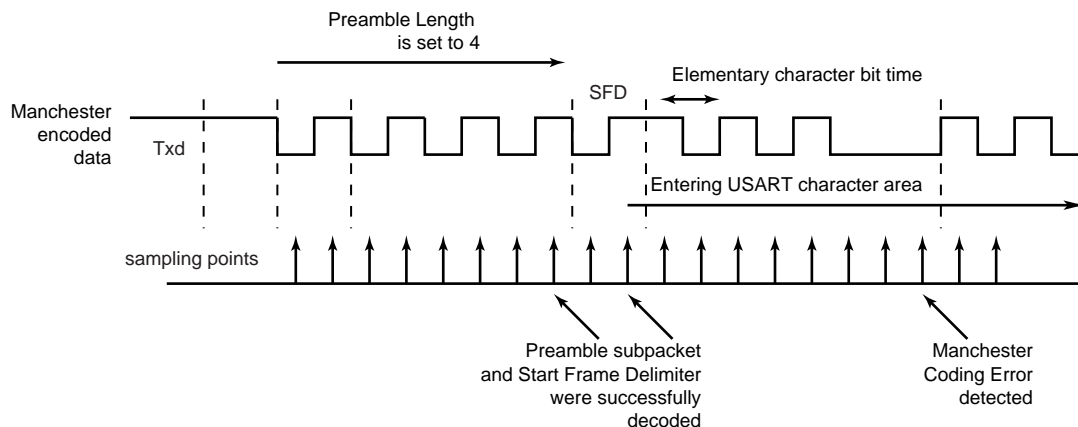 Preamble Length
is set to 4
Elementary character bit time
SFD
Manchester
encoded
data
Txd
Entering USART character area
sampling points
Preamble subpacket
and Start Frame Delimiter
were successfully
decoded
Manchester
Coding Error
detected